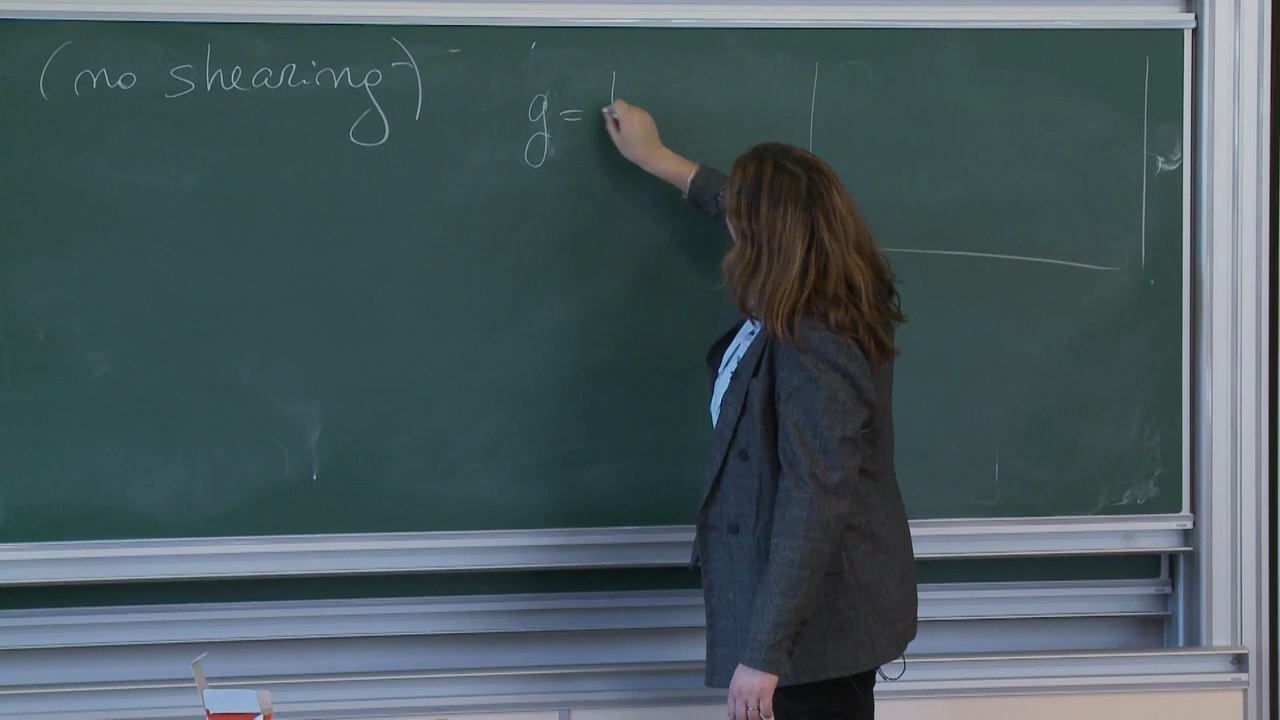 (no shearing)
g =